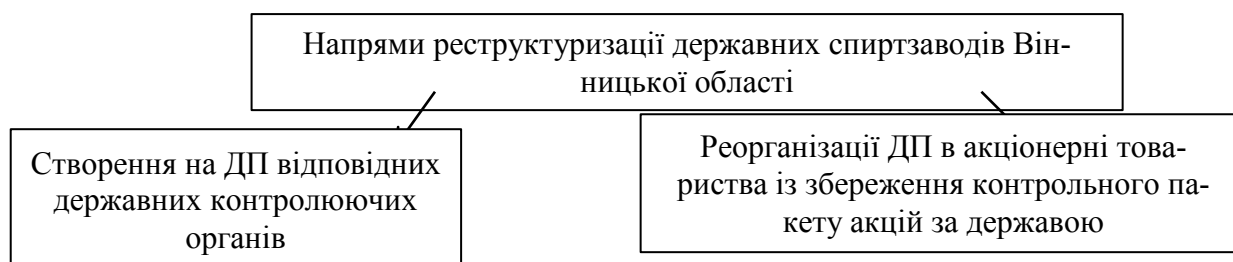 Напрями реструктуризації державних спиртзаводів Він-
ницької області
Створення на ДП відповідних
державних контролюючих
органів
Реорганізації ДП в акціонерні това-
риства із збереження контрольного па-
кету акцій за державою